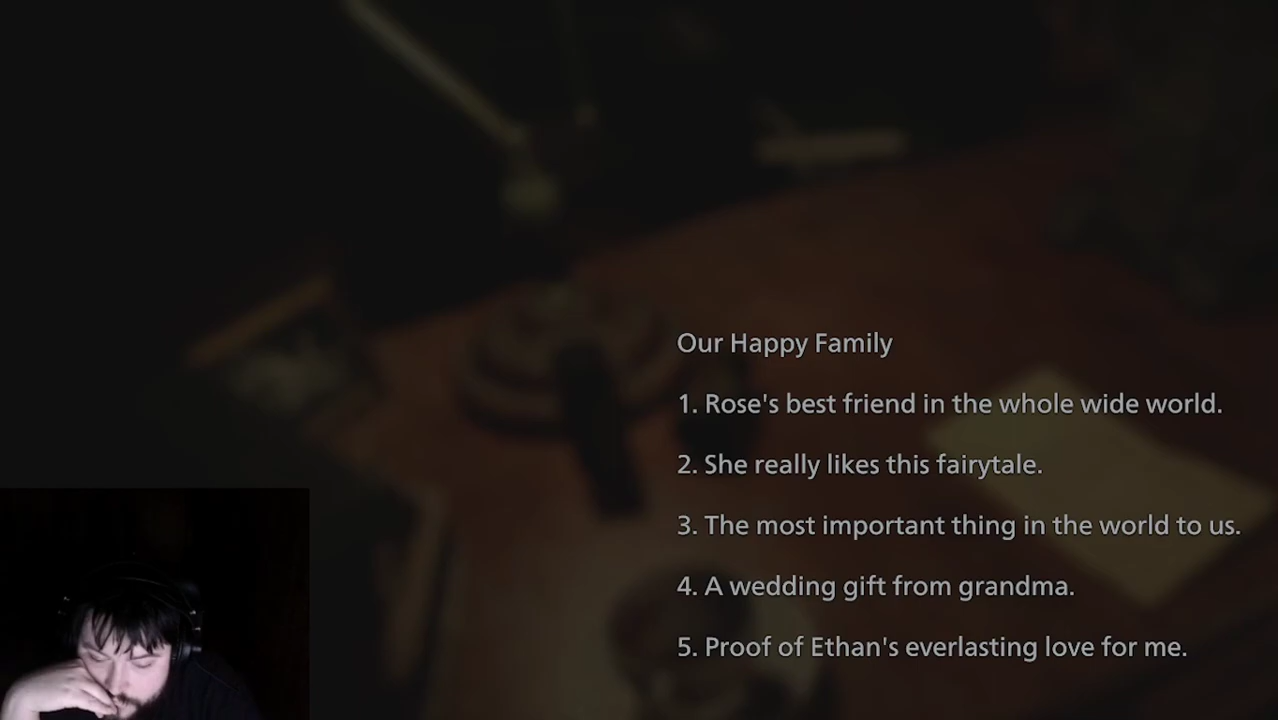 Our Happy Family
1. Rose's best friend in the whole wide world.
2. She really likes this fairytale.
3. The most important thing in the world to us.
4. A wedding gift from grandma.
5. Proof of Ethan's everlasting love for me.